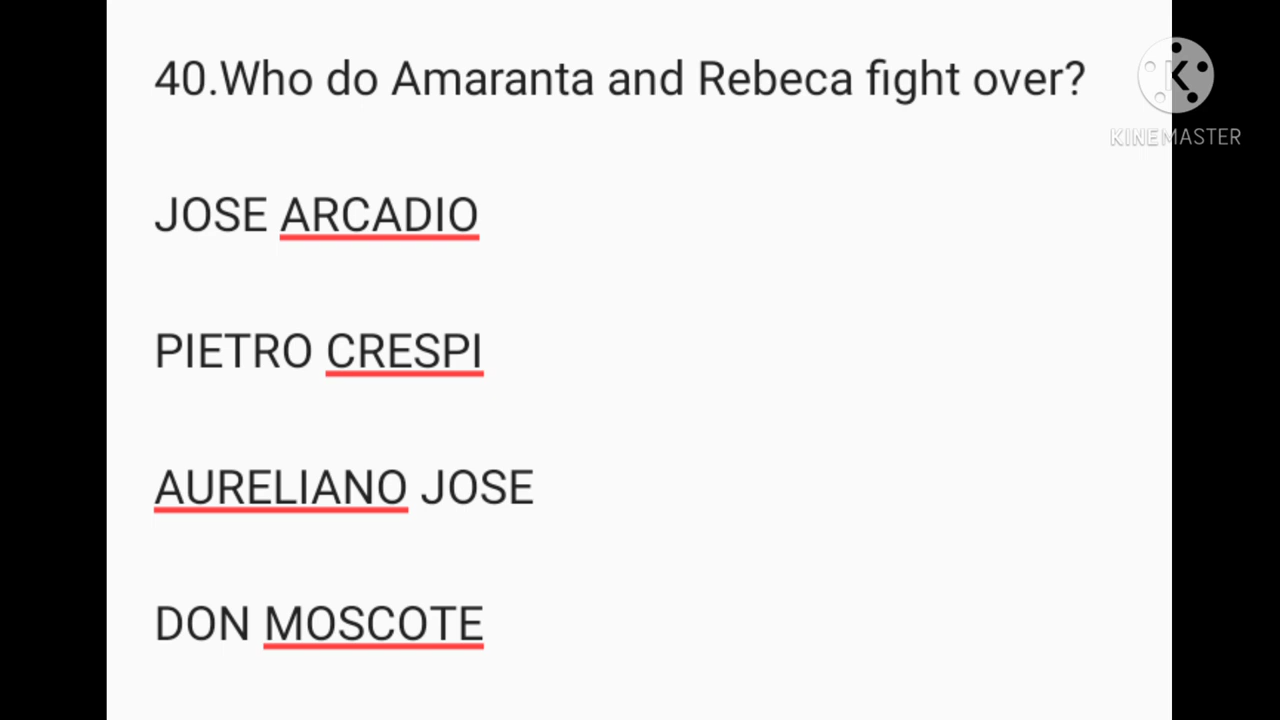 40.Who do Amaranta and Rebeca fight over?
KINEMASTER
JOSE ARCADIO
PIETRO CRESPI
AURELIANO JOSE
DON MOSCOTE